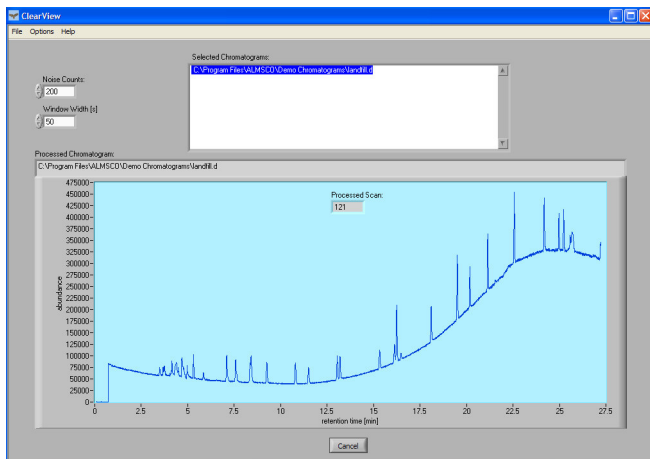 ClearView
File Options Help
Selected Chromatograms:
C:\Program Files\ALMSCO\Demo Chromatograms\landfill.d
Noise Counts:
200
Window Width [s]
50
Processed Chromatogram:
C:\Program Files\ALMSCO\Demo Chromatograms\landfill.d
Processed Scan:
121
475000
450000
425000
400000
375000
350000
325000
300000
275000
250000
225000
200000
175000
150000
125000
100000
75000
50000
25000
0
abundance
0 2.5 5 7.5 10 12.5 15 17.5 20 22.5 25 27.5
retention time [min]
Cancel